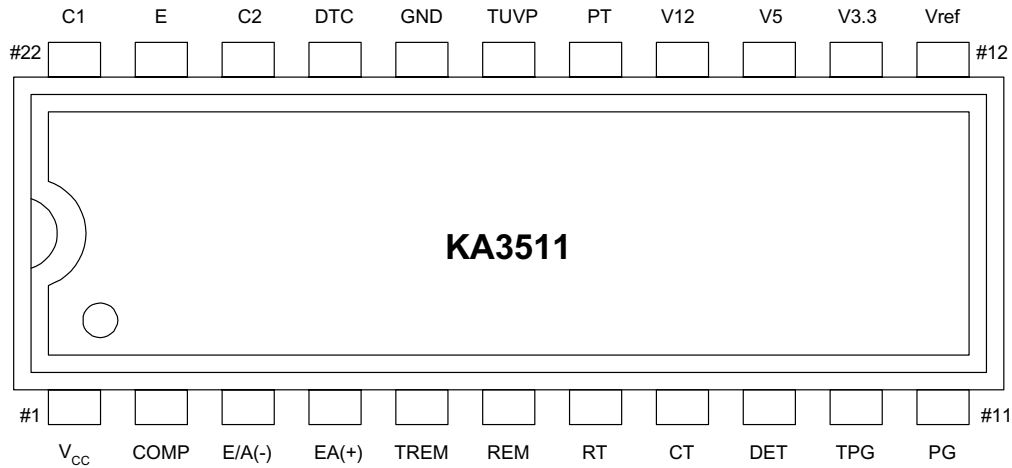 C1 E C2 DTC GND TUVP PT V12 V5 V3.3 Vref
#22 #12
KA3511
#1 #11
VCC COMP E/A(-) EA(+) TREM REM RT CT DET TPG PG